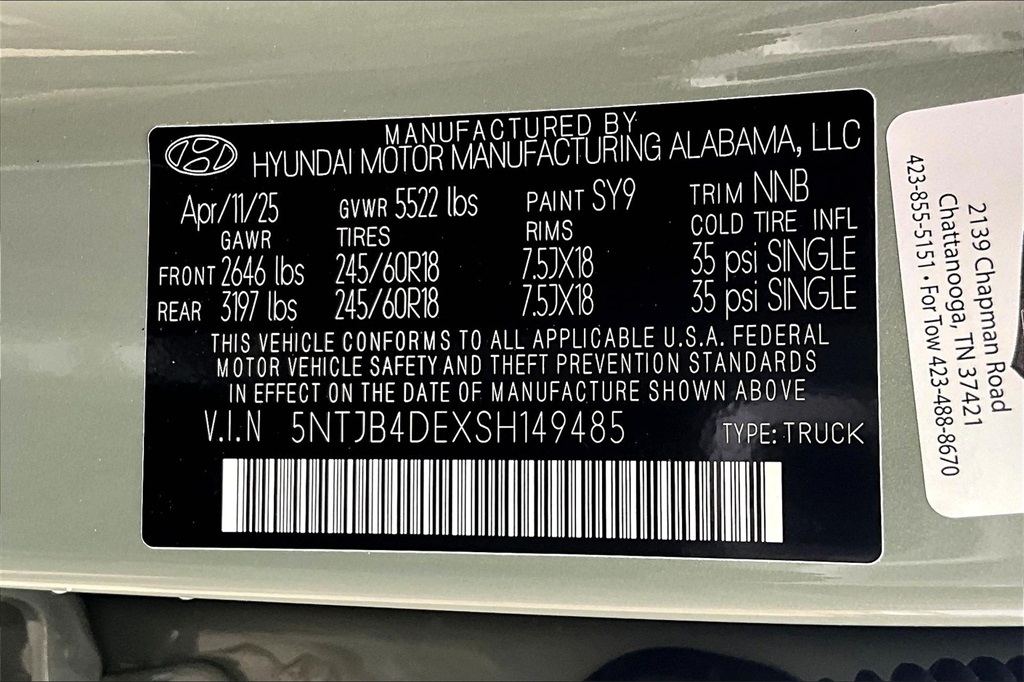 MANUFACTURED BY
HYUNDAI MOTOR MANUFACTURING ALABAMA, LLC
Apr/11/25 GVWR 5522 lbs PAINT SY9 TRIM NNB
GAWR TIRES RIMS COLD TIRE INFL
FRONT 2646 lbs 245/60R18 7.5JX18 35 psi SINGLE
REAR 3197 lbs 245/60R18 7.5JX18 35 psi SINGLE
THIS VEHICLE CONFORMS TO ALL APPLICABLE U.S.A. FEDERAL
MOTOR VEHICLE SAFETY AND THEFT PREVENTION STANDARDS
IN EFFECT ON THE DATE OF MANUFACTURE SHOWN ABOVE
V.I.N 5NTJB4DEXSH149485 TYPE: TRUCK
2139 Chapman Road
Chattanooga, TN 37421
423-855-5151 • For Tow 423-488-8670